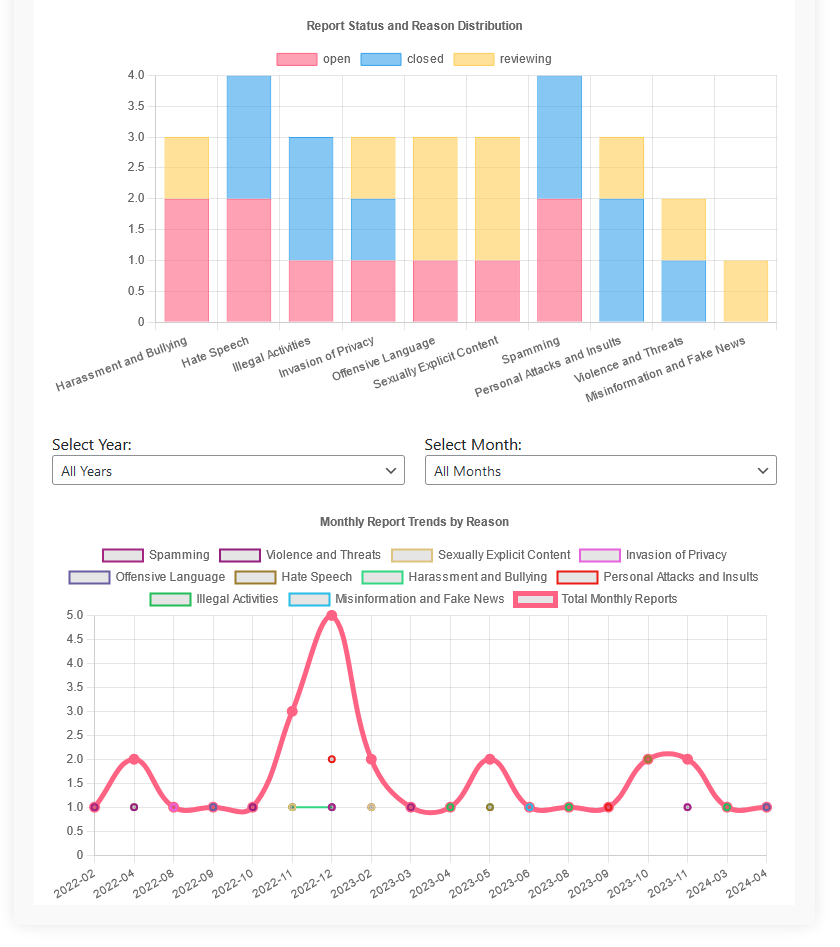 Report Status and Reason Distribution
open closed reviewing
4.0
3.5
3.0
2.5
2.0
1.5
1.0
0.5
0
Harassment and Bullying
Hate Speech
Illegal Activities
Invasion of Privacy
Offensive Language
Sexually Explicit Content
Spamming
Personal Attacks and Insults
Violence and Threats
Misinformation and Fake News
Select Year: Select Month:
All Years All Months
Monthly Report Trends by Reason
Spamming Violence and Threats Sexually Explicit Content Invasion of Privacy
Offensive Language Hate Speech Harassment and Bullying Personal Attacks and Insults
Illegal Activities Misinformation and Fake News Total Monthly Reports
5.0
4.5
4.0
3.5
3.0
2.5
2.0
1.5
1.0
0.5
0
2022-02 2022-04 2022-08 2022-09 2022-10 2022-11 2022-12 2023-02 2023-03 2023-04 2023-05 2023-06 2023-08 2023-09 2023-10 2023-11 2024-03 2024-04